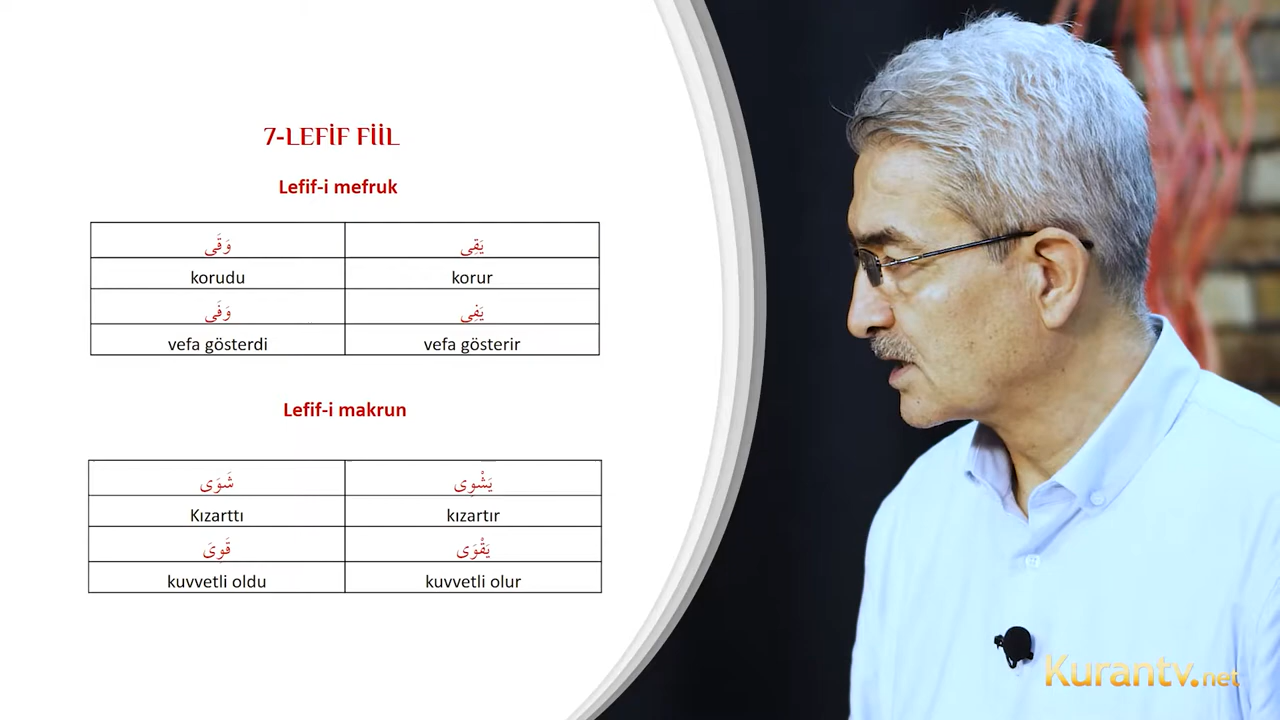 7-LEFİF FİİL
Lefif-i mefruk
وَقَى يَقِى
korudu korur
وَفَى يَفِى
vefa gösterdi vefa gösterir
Lefif-i makrun
شَوَى يَشْوِى
Kızarttı kızartır
قَوِىَ يَقْوَى
kuvvetli oldu kuvvetli olur
Kurantv.net